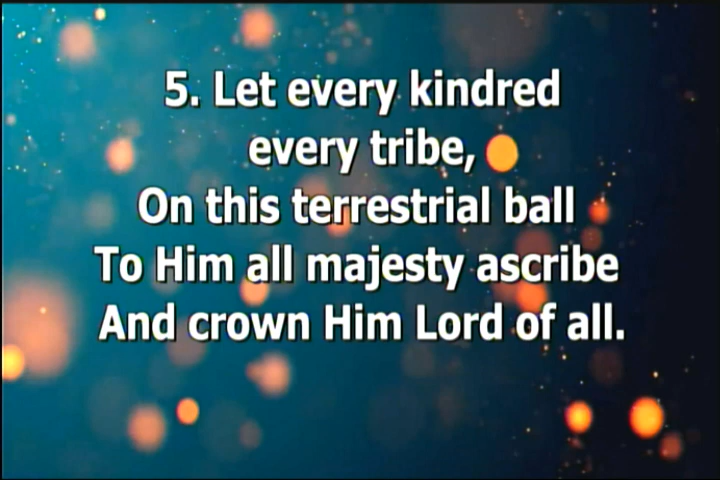 5. Let every kindred
every tribe,
On this terrestrial ball
To Him all majesty ascribe
And crown Him Lord of all.